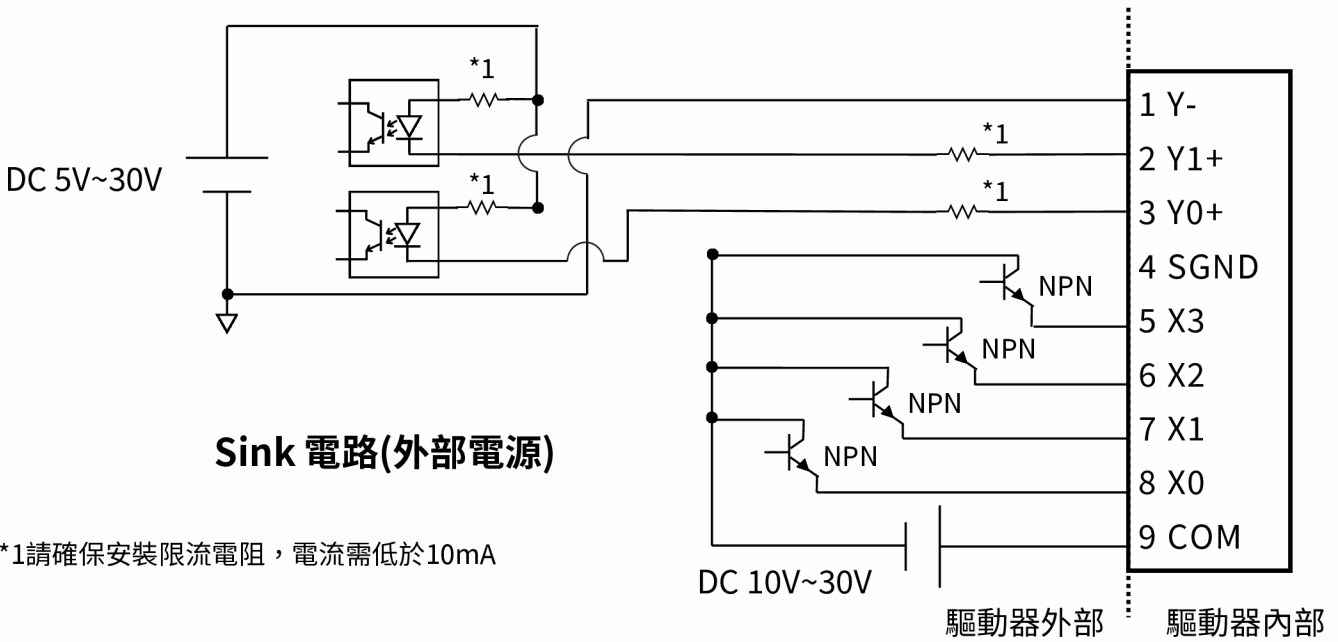 *1
1 Y-
*1
2 Y1+
DC 5V~30V
*1
*1
3 Y0+
4 SGND
NPN
5 X3
NPN
6 X2
NPN
7 X1
Sink 電路(外部電源)
NPN
8 X0
9 COM
*1請確保安裝限流電阻，電流需低於10mA
DC 10V~30V
驅動器外部
驅動器內部